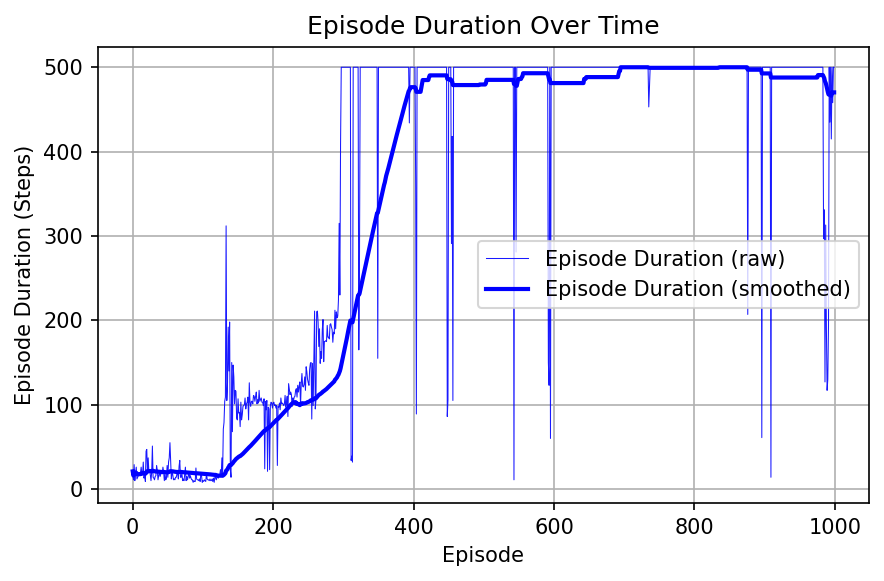 Episode Duration Over Time
Episode Duration (Steps)
500
400
300
200
100
0
Episode Duration (raw)
Episode Duration (smoothed)
0 200 400 600 800 1000
Episode